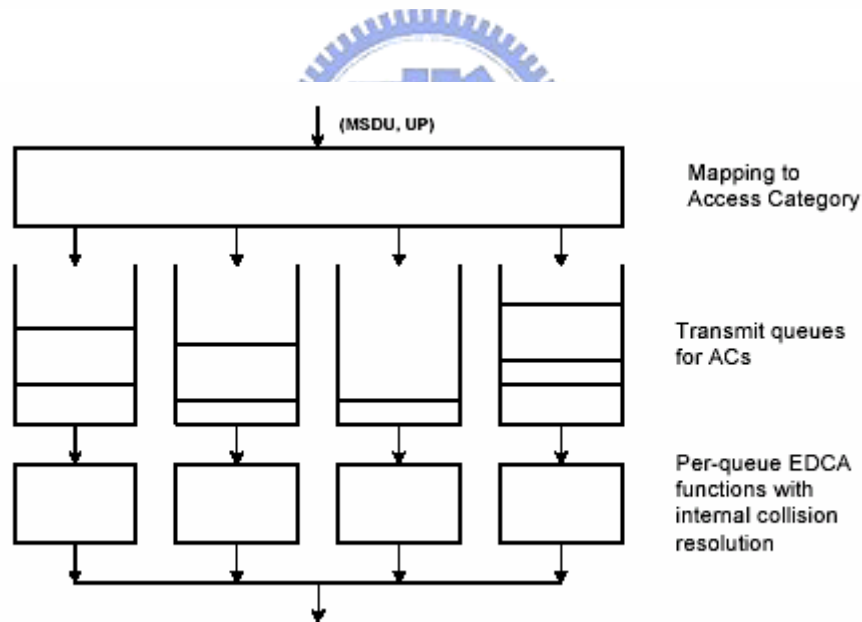 (MSDU, UP)
Mapping to
Access Category
Transmit queues
for ACs
Per-queue EDCA
functions with
internal collision
resolution